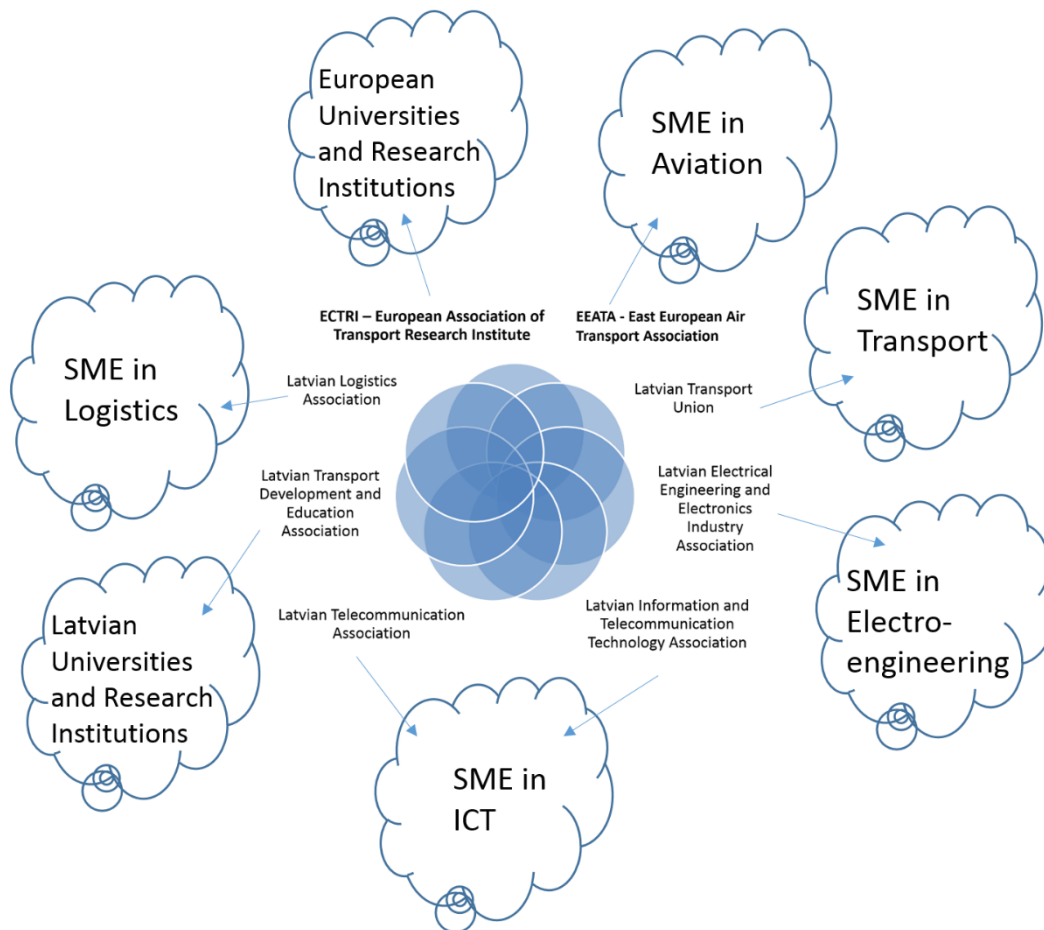 European
Universities
and Research
Institutions
SME in
Aviation
SME in
Transport
ECTRI – European Association of
Transport Research Institute
EEATA - East European Air
Transport Association
SME in
Logistics
Latvian Logistics
Association
Latvian Transport
Union
Latvian Transport
Development and
Education
Association
Latvian Electrical
Engineering and
Electronics
Industry
Association
SME in
Electro-
engineering
Latvian
Universities
and Research
Institutions
Latvian Telecommunication
Association
Latvian Information and
Telecommunication
Technology Association
SME in
ICT